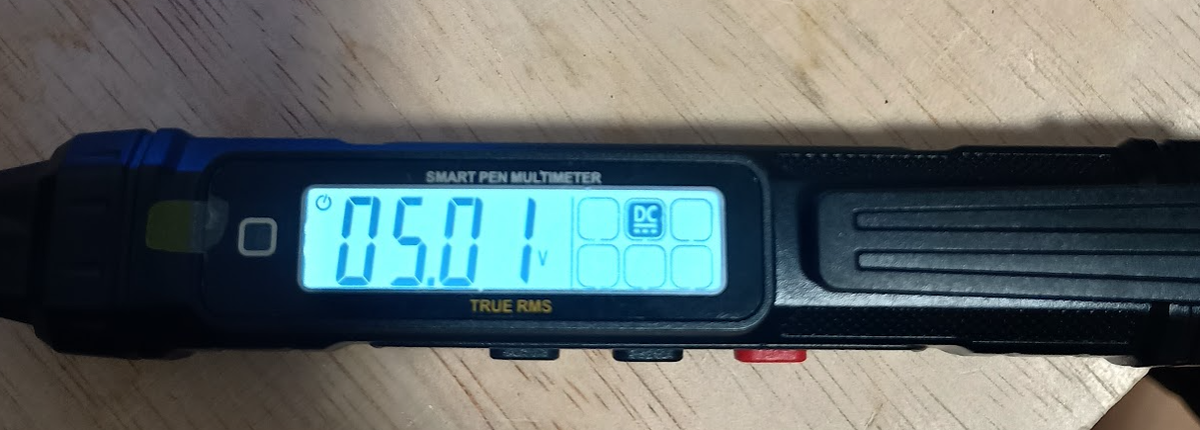 SMART PEN MULTIMETER
05.01 V
DC
TRUE RMS